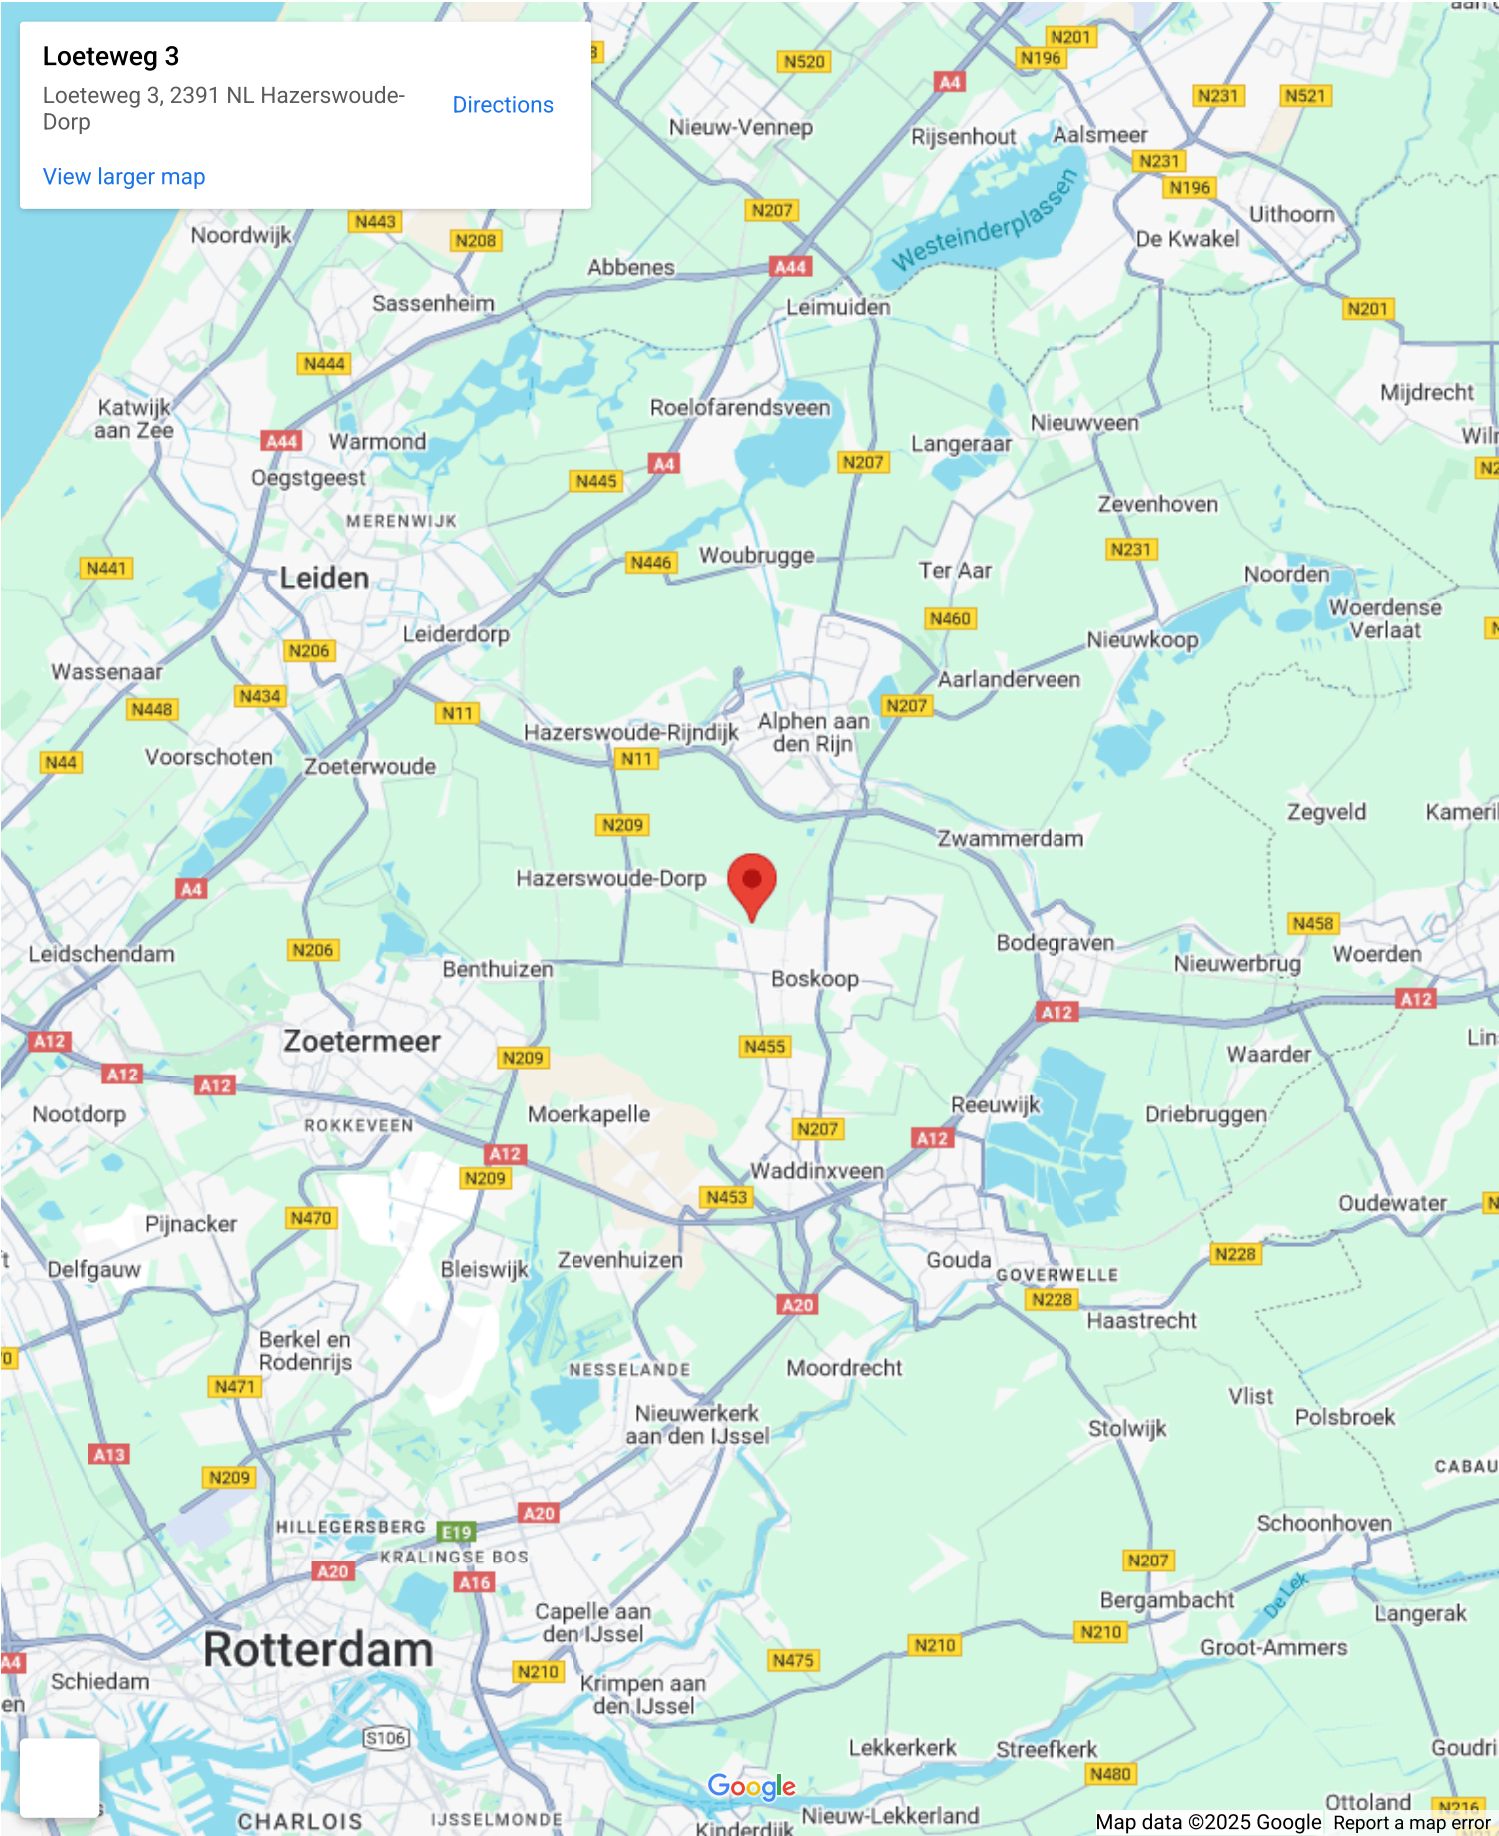 Loeteweg 3
Loeteweg 3, 2391 NL Hazerswoude-
Dorp
Directions
View larger map
N520
N201
N196
A4
N231
N521
Nieuw-Vennep
Rijsenhout
Aalsmeer
N231
N196
Westeinderplassen
N207
Uithoorn
De Kwakel
N443
N208
Noordwijk
Abbenes
A44
Sassenheim
Leimuiden
N201
N444
Katwijk
aan Zee
Roelofarendsveen
Mijdrecht
A44
Warmond
Langeraar
Nieuwveen
A4
N207
Oegstgeest
N445
MERENWIJK
Zevenhoven
N441
Leiden
N446
Woubrugge
Ter Aar
N231
Noorden
Woerdense
Verlaat
N460
Leiderdorp
Nieuwkoop
N206
Wassenaar
Aarlanderveen
N434
N448
N11
N207
Hazerswoude-Rijndijk
Alphen aan
den Rijn
N44
Voorschoten
Zoeterwoude
N11
N209
Zegveld
Zwammerdam
A4
Hazerswoude-Dorp
N458
Leidschendam
N206
Benthuizen
Boskoop
Bodegraven
Nieuwerbrug
Woerden
A12
A12
Zoetermeer
A12
A12
A12
N209
N455
Waarder
Nootdorp
ROKKEVEEN
Moerkapelle
Reeuwijk
Driebruggen
N207
A12
A12
N209
Waddinxveen
N453
Oudewater
Pijnacker
N470
Delfgauw
Bleiswijk
Zevenhuizen
Gouda
GOVERWELLE
N228
N228
A20
Haastrecht
Berkel en
Rodenrijs
NESSELANDE
Moordrecht
N471
Nieuwerkerk
aan den IJssel
Vlist
Polsbroek
Stolwijk
A13
N209
CABAU
HILLEGERSBERG
E19
A20
KRALINGSE BOS
Schoonhoven
A20
A16
N207
De Lek
Bergambacht
Langerak
Capelle aan
den IJssel
Rotterdam
N210
N210
Groot-Ammers
A4
Schiedam
N210
N475
Krimpen aan
den IJssel
S106
Lekkerkerk
Streefkerk
Goudri
Google
N480
Ottoland
N216
CHARLOIS
IJSSELMONDE
Nieuw-Lekkerland
Kinderdijk
Map data ©2025 Google
Report a map error